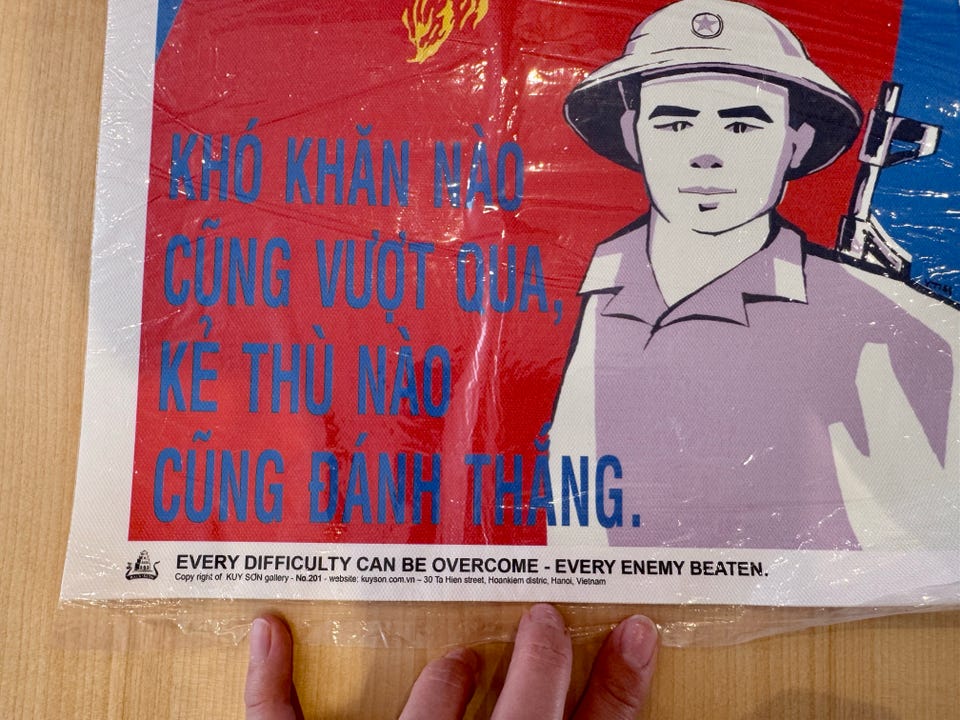 KHÓ KHĂN NÀO
CŨNG VƯỢT QUA,
KẺ THÙ NÀO
CŨNG ĐÁNH THẮNG.
EVERY DIFFICULTY CAN BE OVERCOME - EVERY ENEMY BEATEN.
Copy right of KUY SƠN gallery - No.201 - website: kuyson.com.vn – 30 Ta Hien street, Hoankiem distric, Hanoi, Vietnam